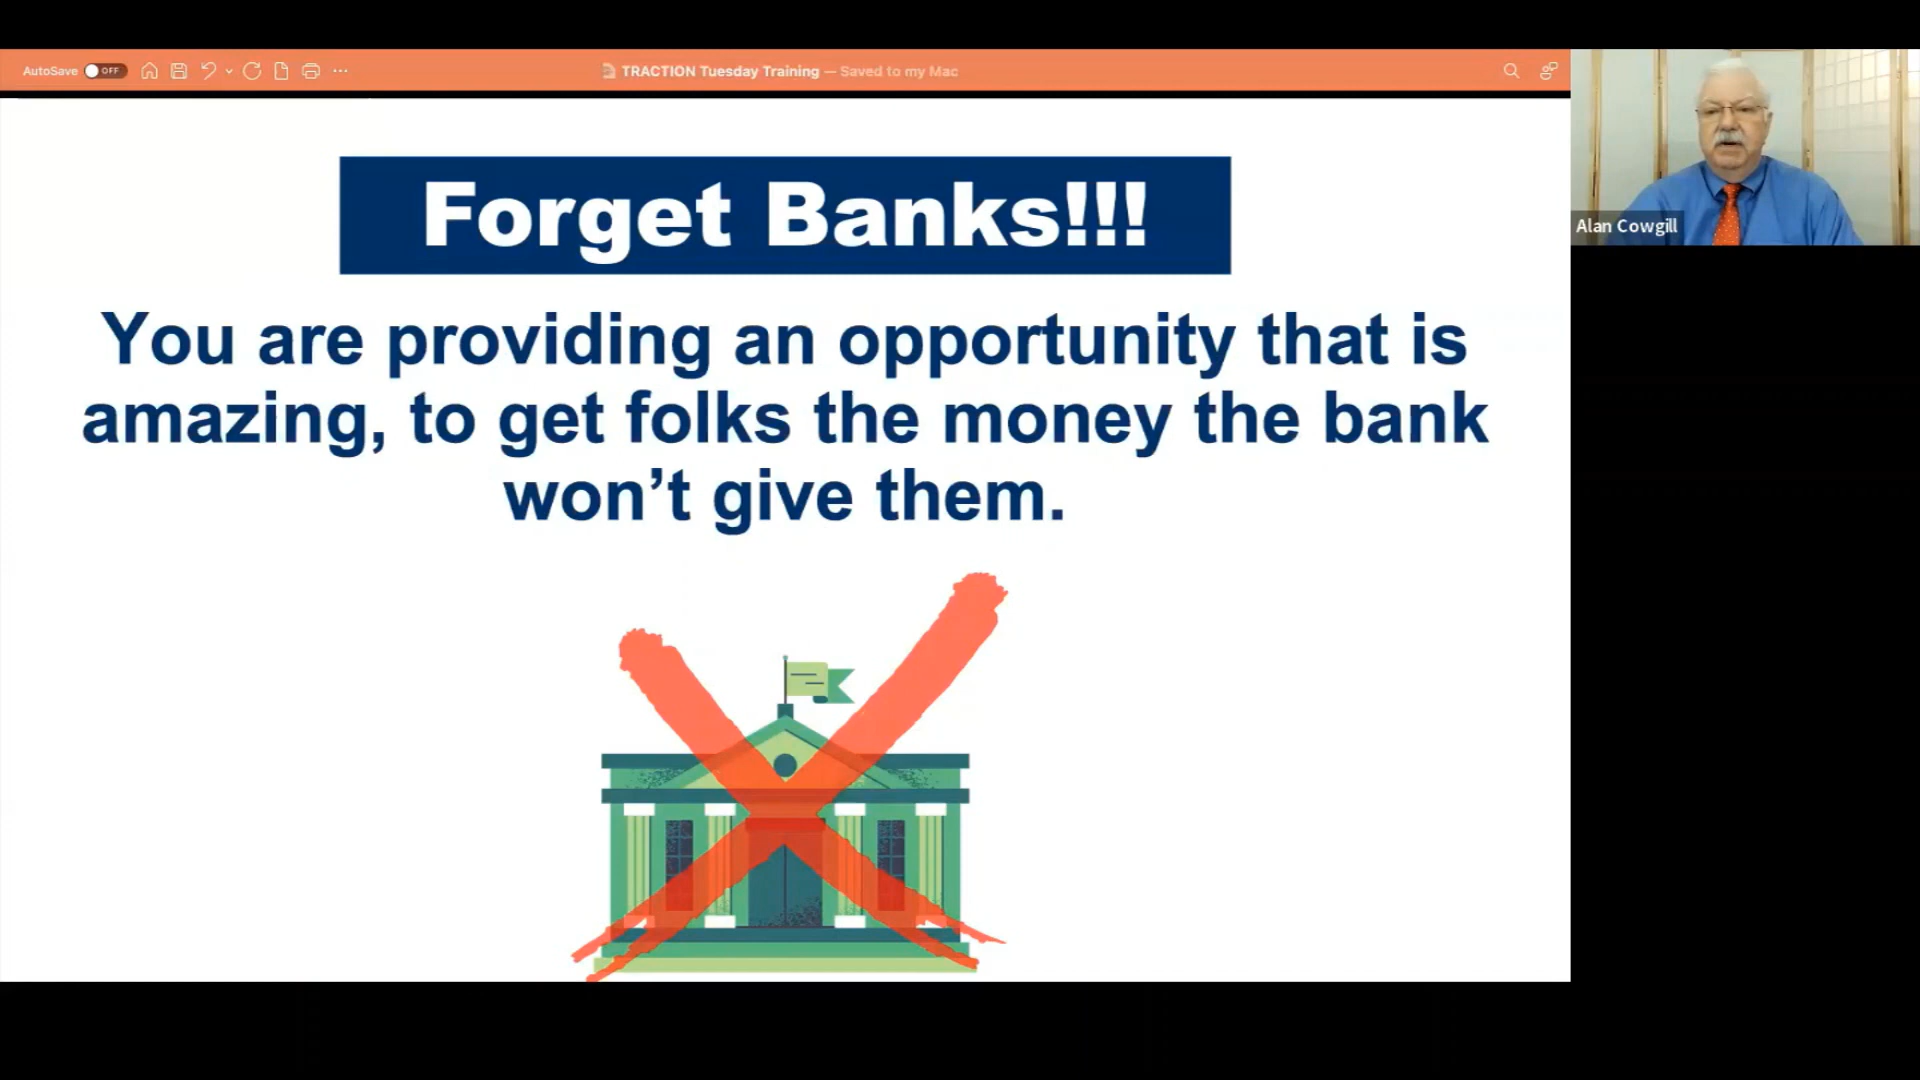 AutoSave OFF
TRACTION Tuesday Training — Saved to my Mac
Alan Cowgill
Forget Banks!!!
You are providing an opportunity that is
amazing, to get folks the money the bank
won’t give them.